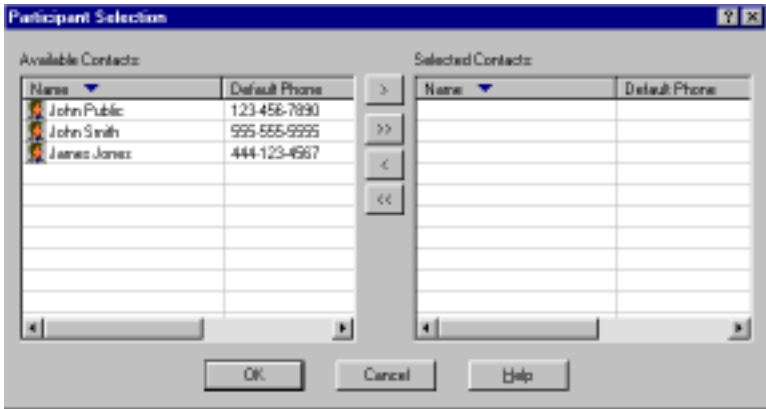 Participant Selection
Available Contacts:
Selected Contacts:
Name Default Phone
Name Default Phone
John Public 123-456-7890
John Smith 555-555-5555
James Jones 444-123-4567
>
>>
<
<<
OK
Cancel
Help